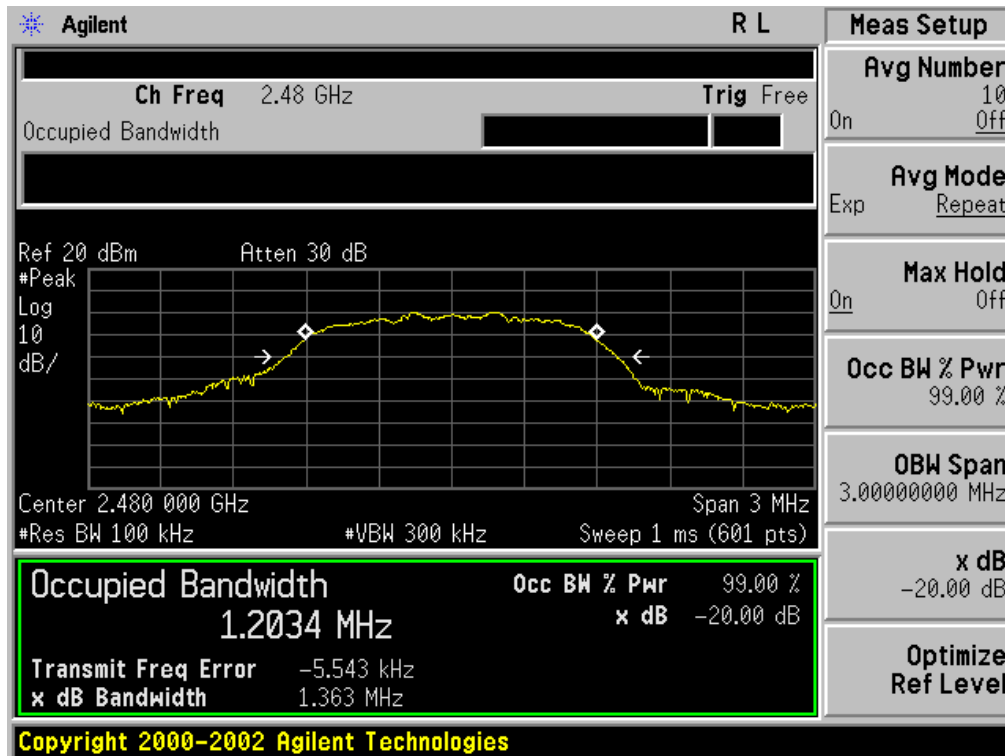 Agilent
R L
Meas Setup
Ch Freq 2.48 GHz
Trig Free
Occupied Bandwidth
Avg Number
10
On Off
Avg Mode
Exp Repeat
Max Hold
On Off
Occ BW % Pwr
99.00 %
OBW Span
3.00000000 MHz
x dB
-20.00 dB
Optimize
Ref Level
Ref 20 dBm
Atten 30 dB
#Peak
Log
10
dB/
Center 2.480 000 GHz
Span 3 MHz
#Res BW 100 kHz
#VBW 300 kHz
Sweep 1 ms (601 pts)
Occupied Bandwidth
1.2034 MHz
Occ BW % Pwr 99.00 %
x dB -20.00 dB
Transmit Freq Error -5.543 kHz
x dB Bandwidth 1.363 MHz
Copyright 2000-2002 Agilent Technologies